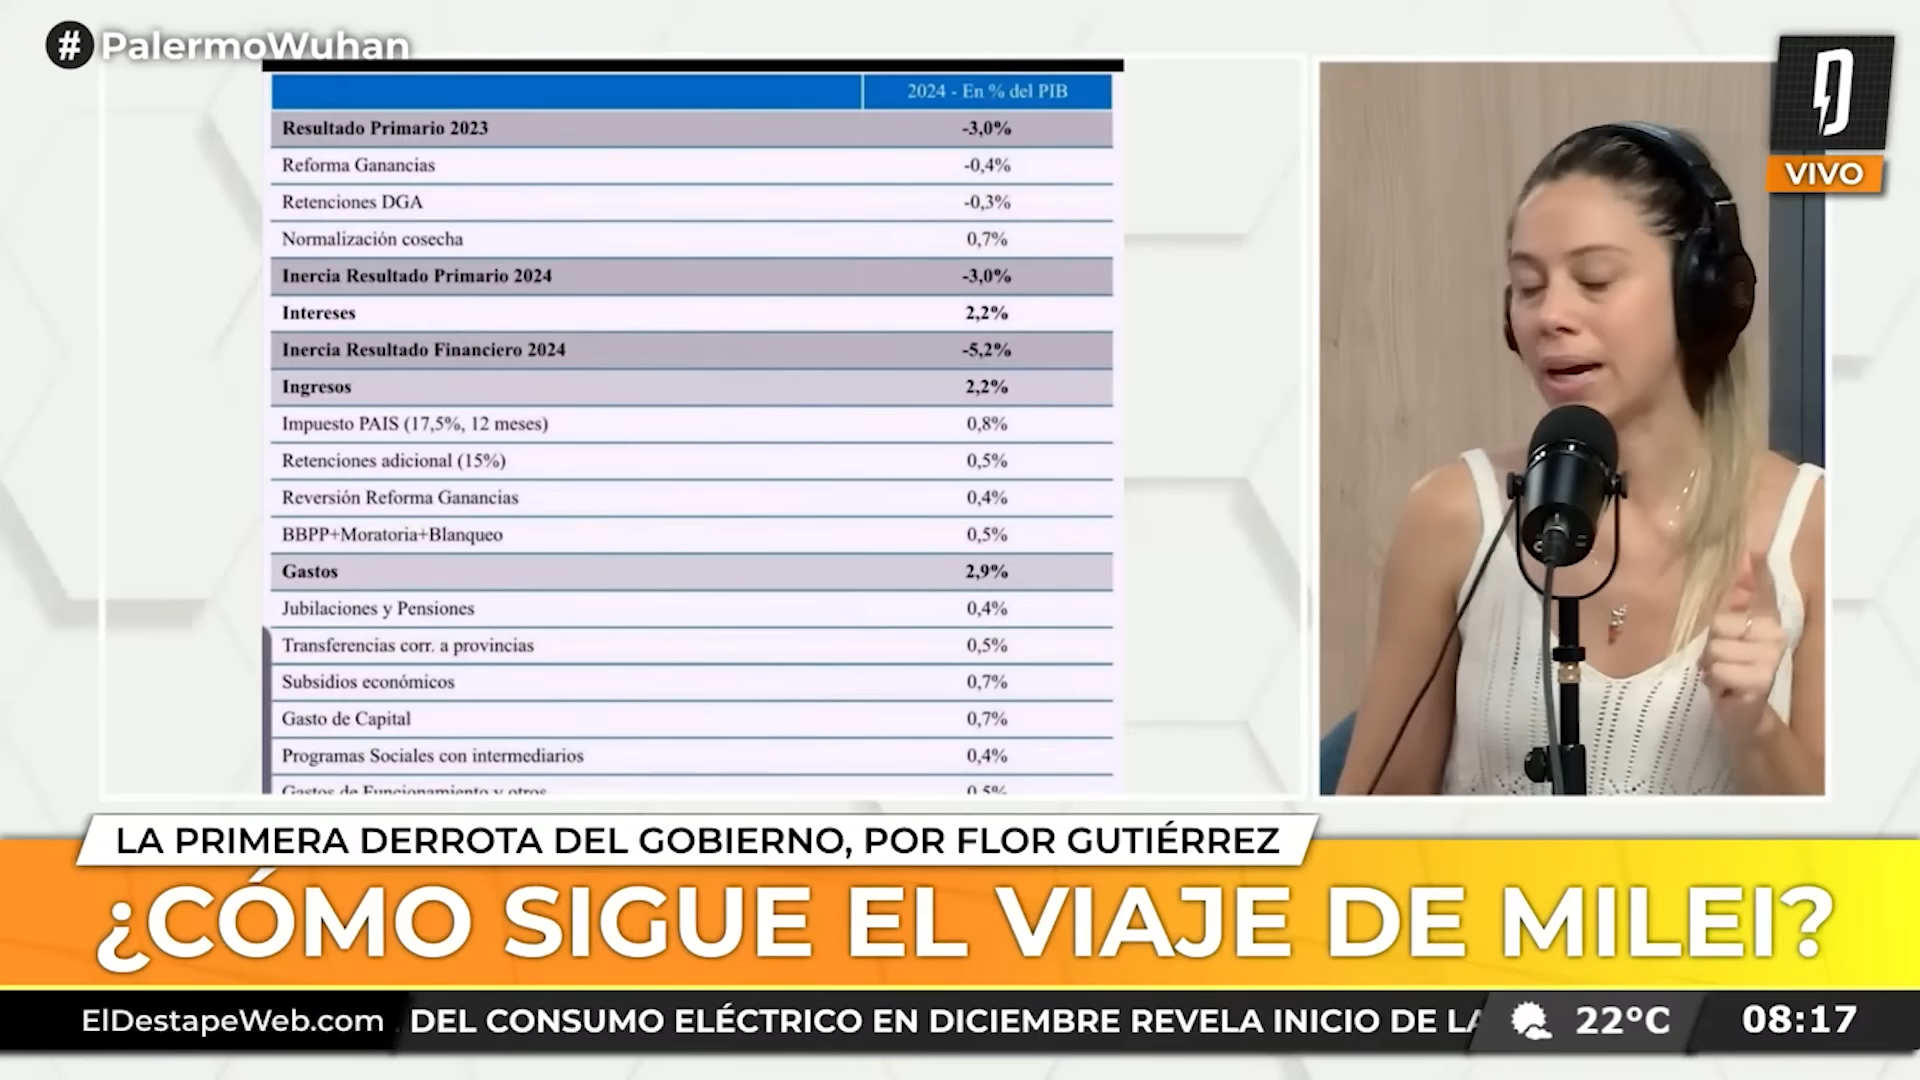 # PalermoWuhan
2024 - En % del PIB
Resultado Primario 2023 -3,0%
Reforma Ganancias -0,4%
Retenciones DGA -0,3%
Normalización cosecha 0,7%
Inercia Resultado Primario 2024 -3,0%
Intereses 2,2%
Inercia Resultado Financiero 2024 -5,2%
Ingresos 2,2%
Impuesto PAIS (17,5%, 12 meses) 0,8%
Retenciones adicional (15%) 0,5%
Reversión Reforma Ganancias 0,4%
BBPP+Moratoria+Blanqueo 0,5%
Gastos 2,9%
Jubilaciones y Pensiones 0,4%
Transferencias corr. a provincias 0,5%
Subsidios económicos 0,7%
Gasto de Capital 0,7%
Programas Sociales con intermediarios 0,4%
Gastos de Funcionamiento y otros 0,5%
VIVO
LA PRIMERA DERROTA DEL GOBIERNO, POR FLOR GUTIÉRREZ
¿CÓMO SIGUE EL VIAJE DE MILEI?
ElDestapeWeb.com DEL CONSUMO ELÉCTRICO EN DICIEMBRE REVELA INICIO DE LA 22°C 08:17